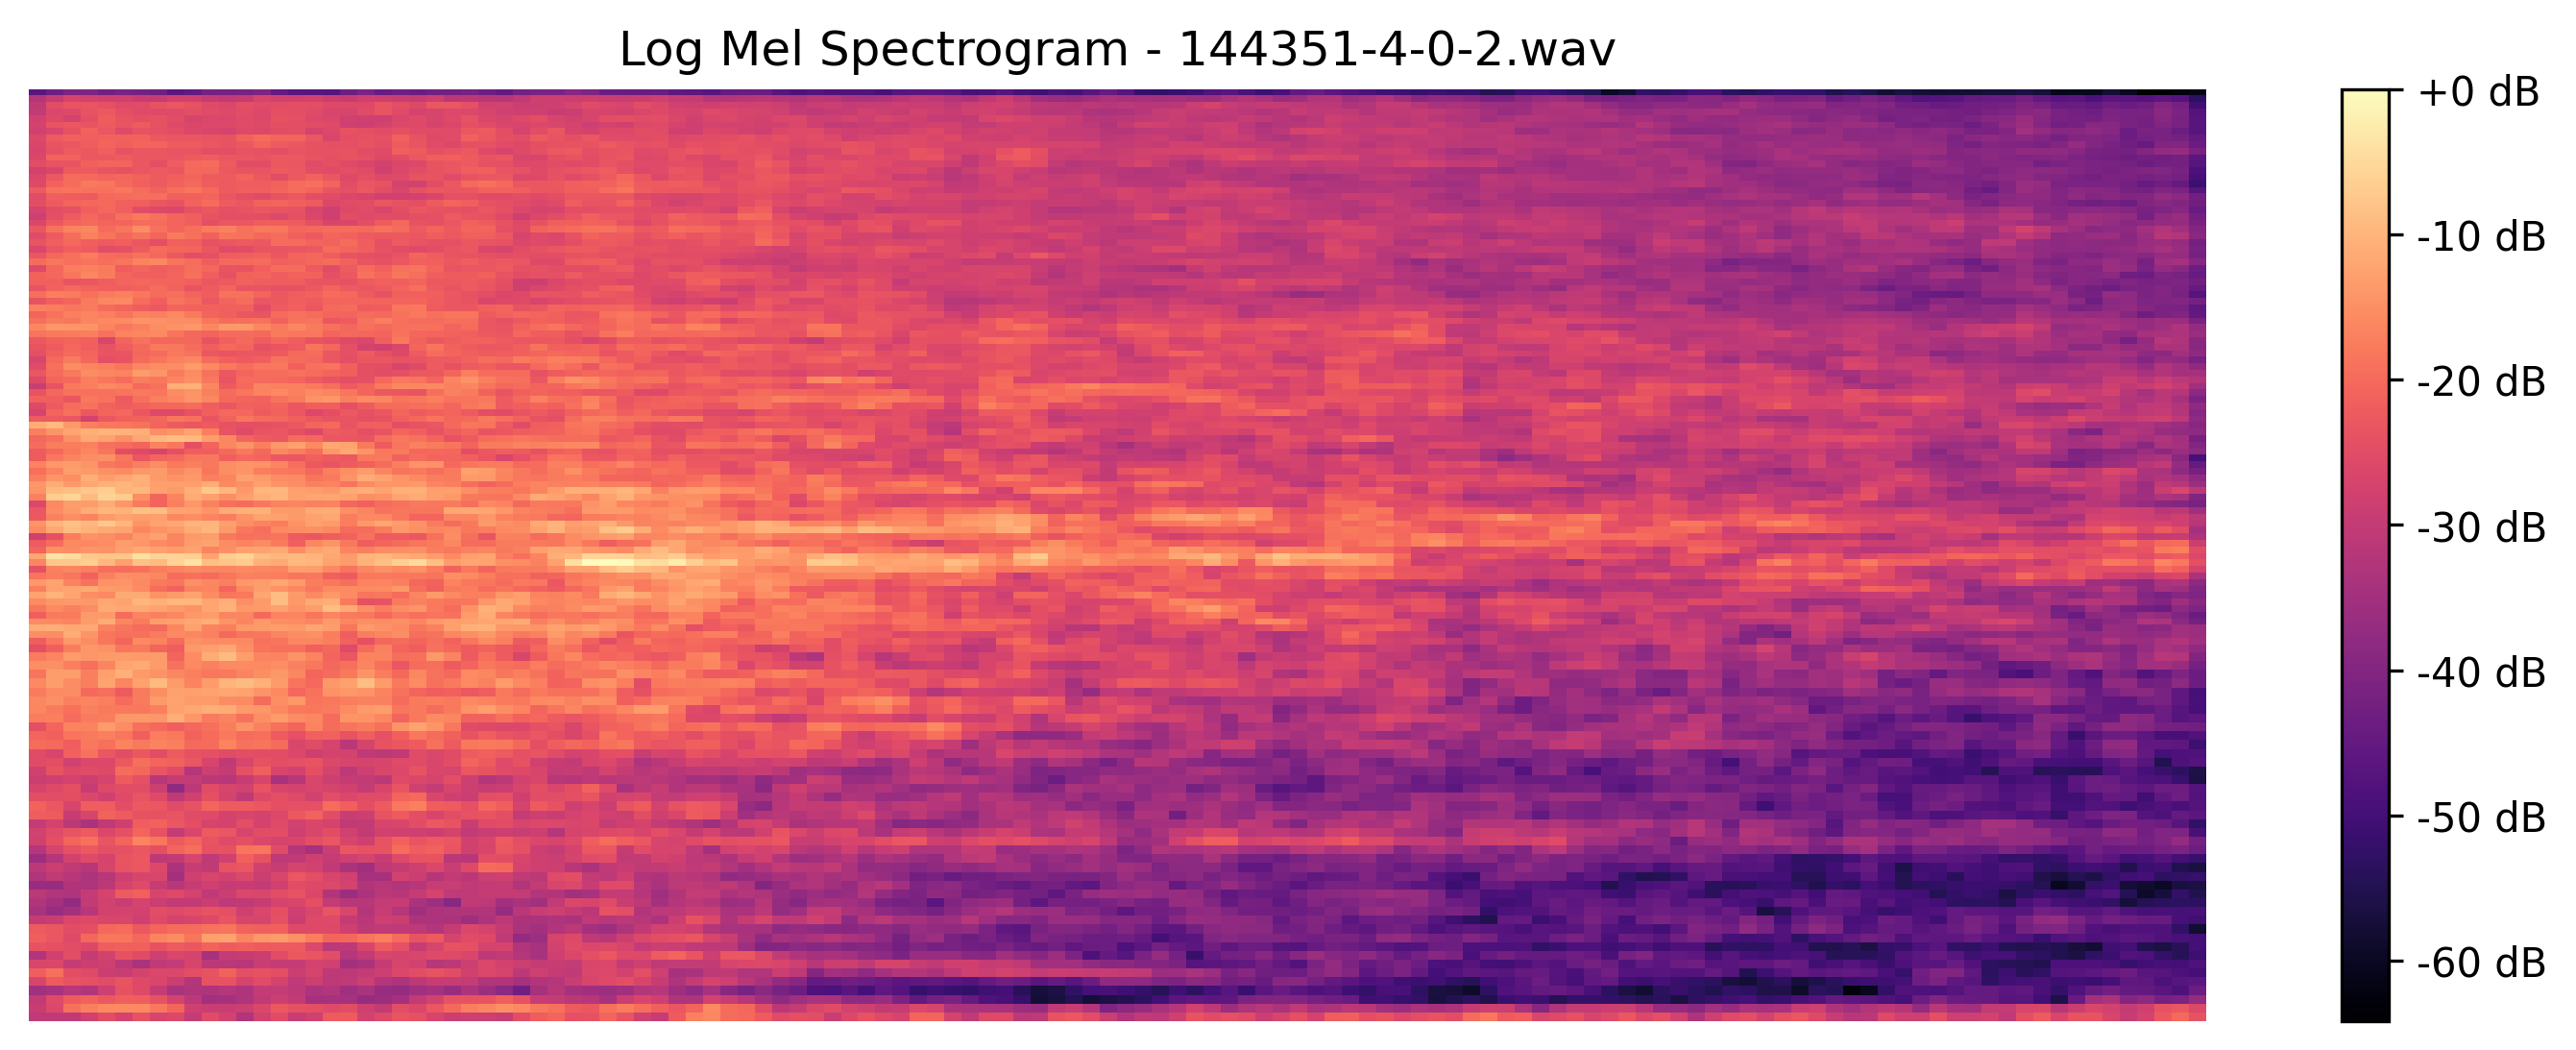 Log Mel Spectrogram - 144351-4-0-2.wav
+0 dB
-10 dB
-20 dB
-30 dB
-40 dB
-50 dB
-60 dB